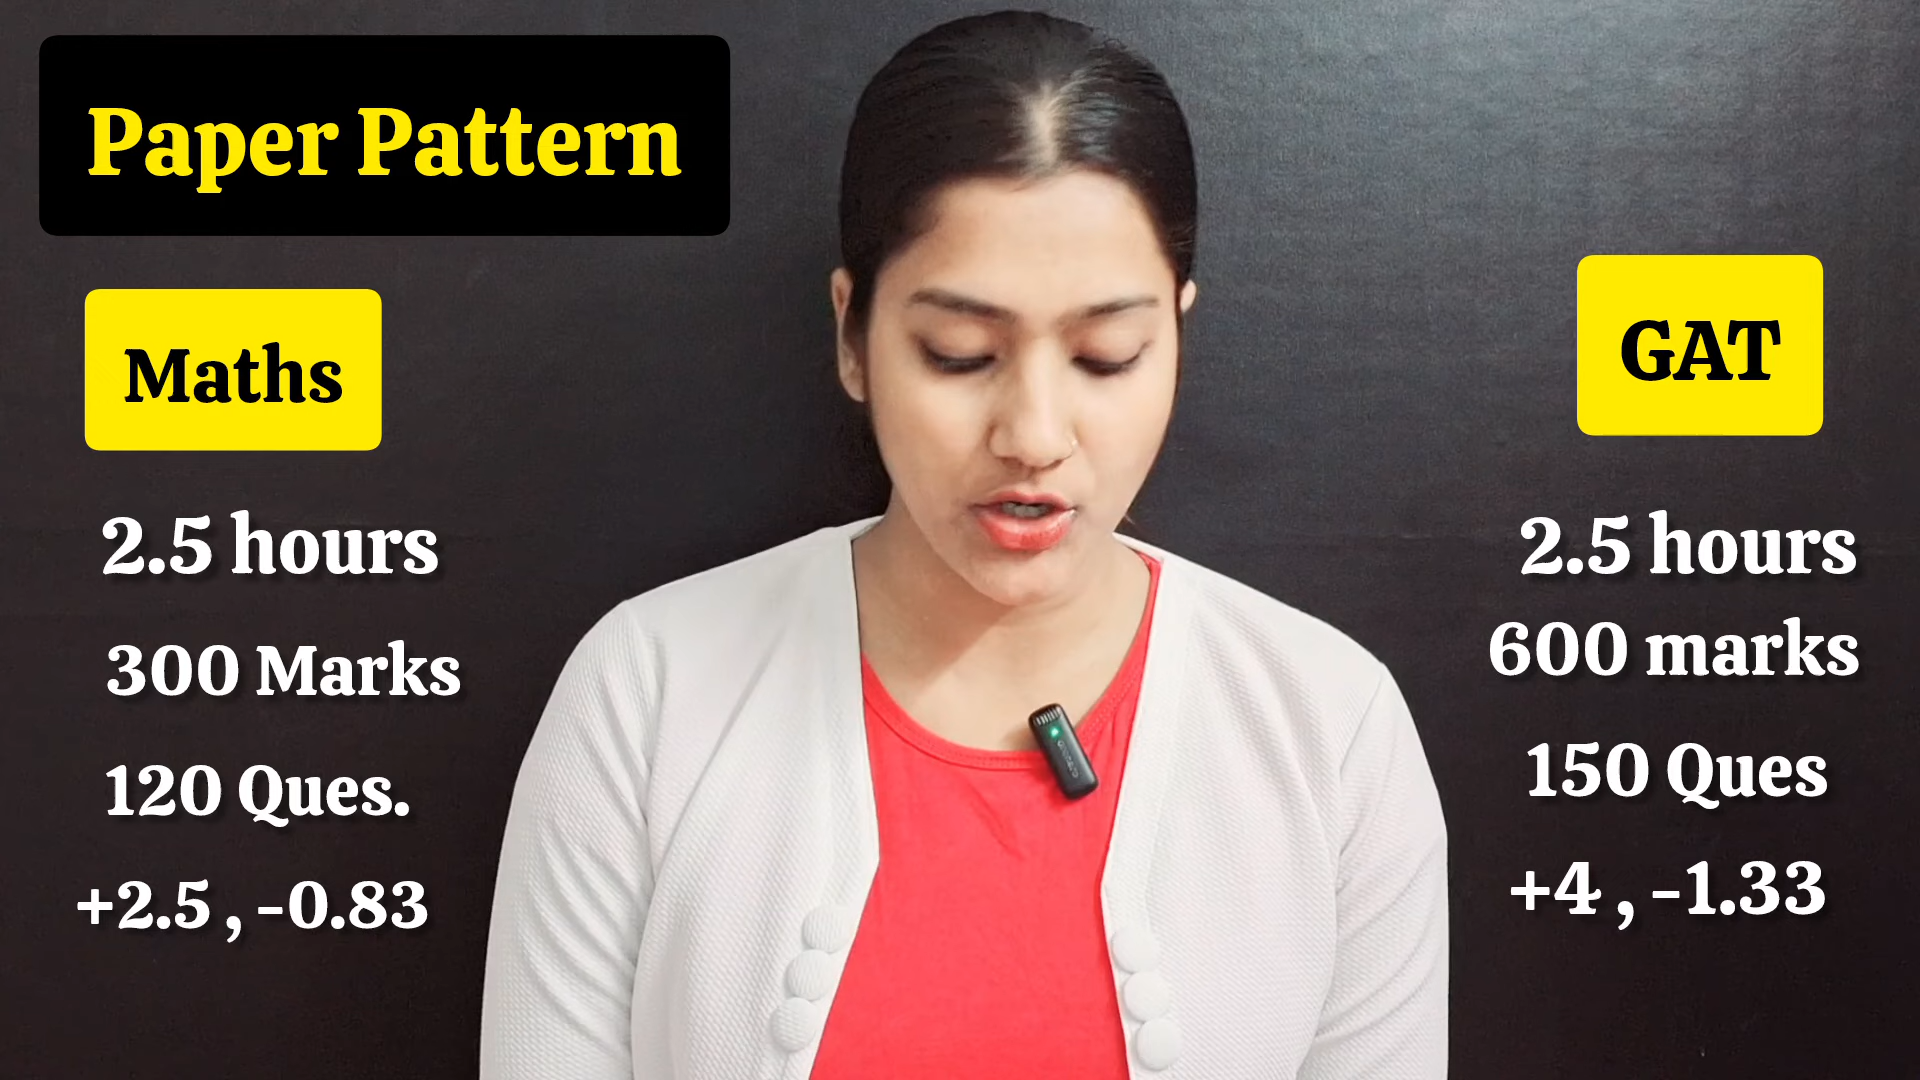 Paper Pattern
Maths
2.5 hours
300 Marks
120 Ques.
+2.5 , -0.83
GAT
2.5 hours
600 marks
150 Ques
+4 , -1.33